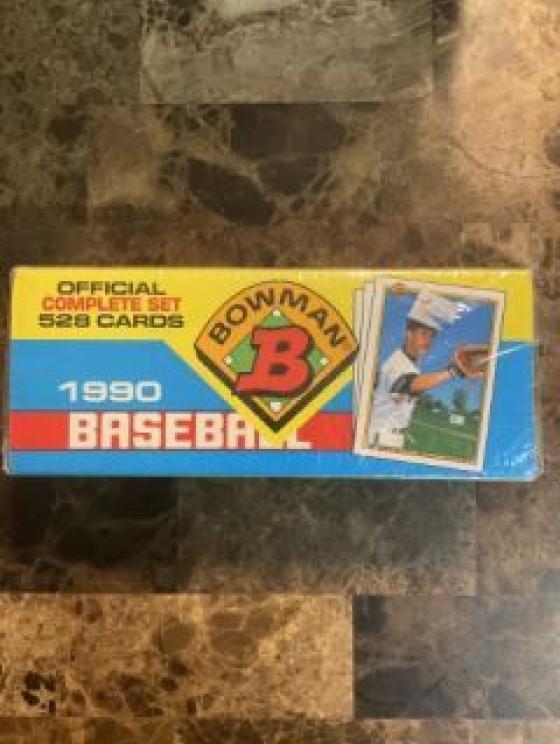 OFFICIAL
COMPLETE SET
528 CARDS
BOWMAN
B
1990
BASEBALL